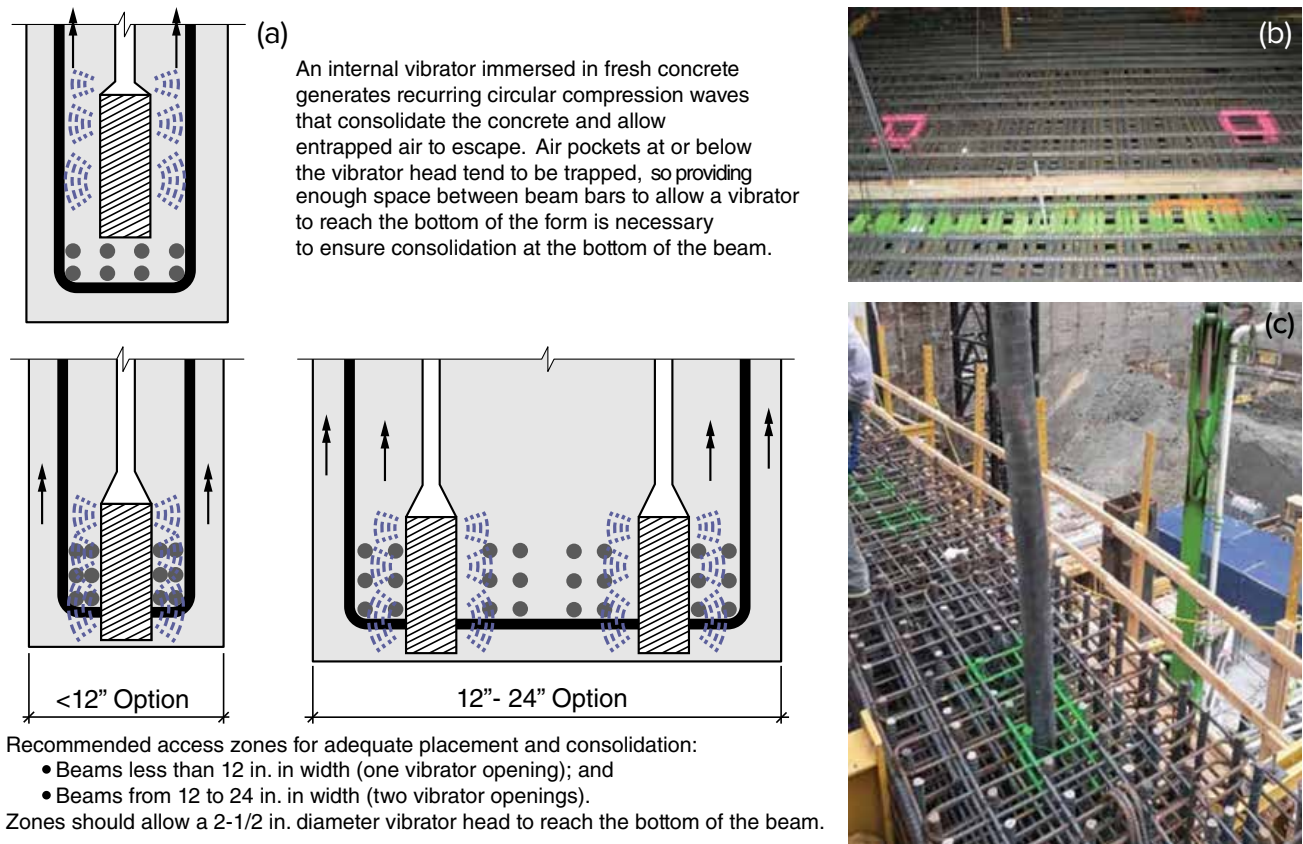 (a)
An internal vibrator immersed in fresh concrete
generates recurring circular compression waves
that consolidate the concrete and allow
entrapped air to escape. Air pockets at or below
the vibrator head tend to be trapped, so providing
enough space between beam bars to allow a vibrator
to reach the bottom of the form is necessary
to ensure consolidation at the bottom of the beam.
(b)
(c)
<12” Option
12”- 24” Option
Recommended access zones for adequate placement and consolidation:
• Beams less than 12 in. in width (one vibrator opening); and
• Beams from 12 to 24 in. in width (two vibrator openings).
Zones should allow a 2-1/2 in. diameter vibrator head to reach the bottom of the beam.